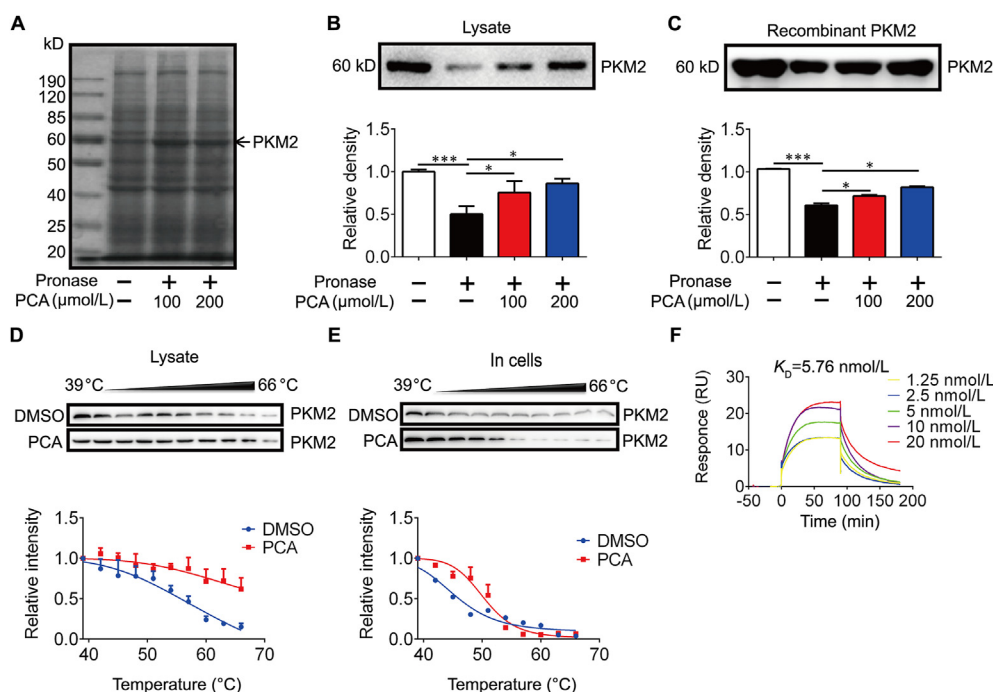 A
kD
190
120
85
60
50
40
25
20
PKM2
Pronase − + +
PCA (μmol/L) − 100 200
B
Lysate
60 kD PKM2
Relative density
1.5
1.0
0.5
0.0
*** * *
Pronase − + + +
PCA (μmol/L) − − 100 200
C
Recombinant PKM2
60 kD PKM2
Relative density
1.5
1.0
0.5
0.0
*** * *
Pronase − + + +
PCA (μmol/L) − − 100 200
D
Lysate
39 °C 66 °C
DMSO PKM2
PCA PKM2
Relative intensity
1.5
1.0
0.5
0.0
40 50 60 70
Temperature (°C)
DMSO
PCA
E
In cells
39 °C 66 °C
DMSO PKM2
PCA PKM2
Relative intensity
1.5
1.0
0.5
0.0
40 50 60 70
Temperature (°C)
DMSO
PCA
F
KD=5.76 nmol/L
Responce (RU)
30
20
10
0
-50 0 50 100 150 200
Time (min)
1.25 nmol/L
2.5 nmol/L
5 nmol/L
10 nmol/L
20 nmol/L